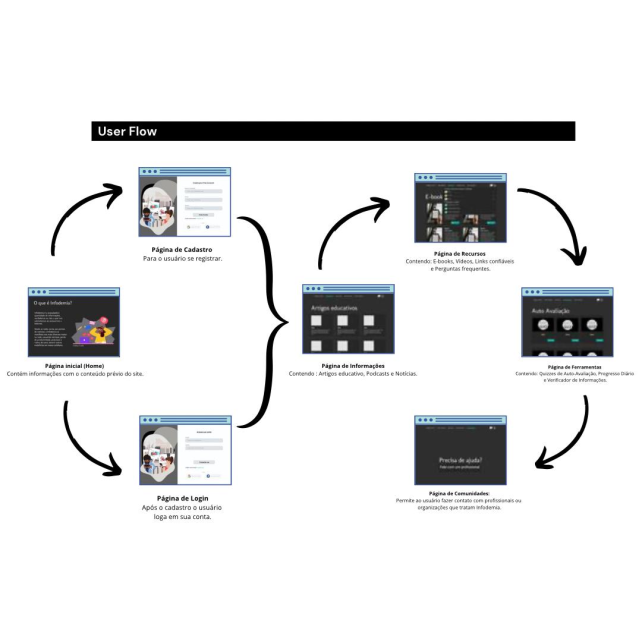 User Flow
Página de Cadastro
Para o usuário se registrar.
E-book
Página de Recursos
Contendo: E-books, Vídeos, Links confiáveis
e Perguntas frequentes.
O que é Infodemia?
Página inicial (Home)
Contém informações com o conteúdo prévio do site.
Artigos educativos
Página de Informações
Contendo : Artigos educativo, Podcasts e Notícias.
Auto Avaliação
Página de Ferramentas
Contendo: Quizzes de Auto-Avaliação, Progresso Diário
e Verificador de Informações.
Página de Login
Após o cadastro o usuário
loga em sua conta.
Precisa de ajuda?
Fale com um profissional
Página de Comunidades:
Permite ao usuário fazer contato com profissionais ou
organizações que tratam Infodemia.